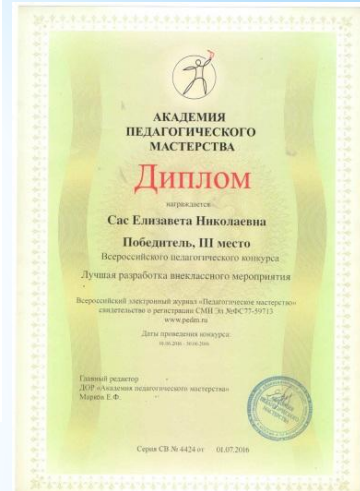 АКАДЕМИЯ
ПЕДАГОГИЧЕСКОГО
МАСТЕРСТВА
Диплом
награждается
Сас Елизавета Николаевна
Победитель, III место
Всероссийского педагогического конкурса
Лучшая разработка внеклассного мероприятия
Всероссийский электронный журнал «Педагогическое мастерство»
свидетельство о регистрации СМИ Эл №ФС77-59713
www.pedm.ru
Даты проведения конкурса:
Главный редактор
ДОР «Академия педагогического мастерства»
Марков Е.Ф.
Серия СВ № 4424 от 01.07.2016